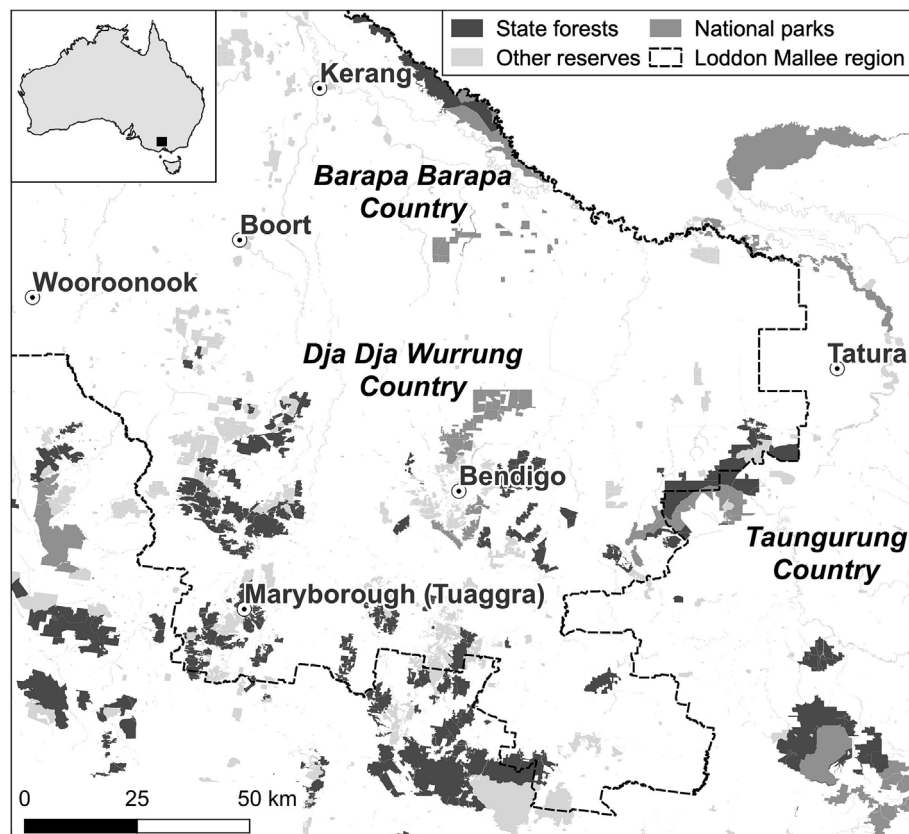 State forests
National parks
Other reserves
Loddon Mallee region
Kerang
Barapa Barapa
Country
Boort
Wooroonook
Dja Dja Wurrung
Country
Tatura
Bendigo
Taungurung
Country
Maryborough (Tuaggra)
0 25 50 km